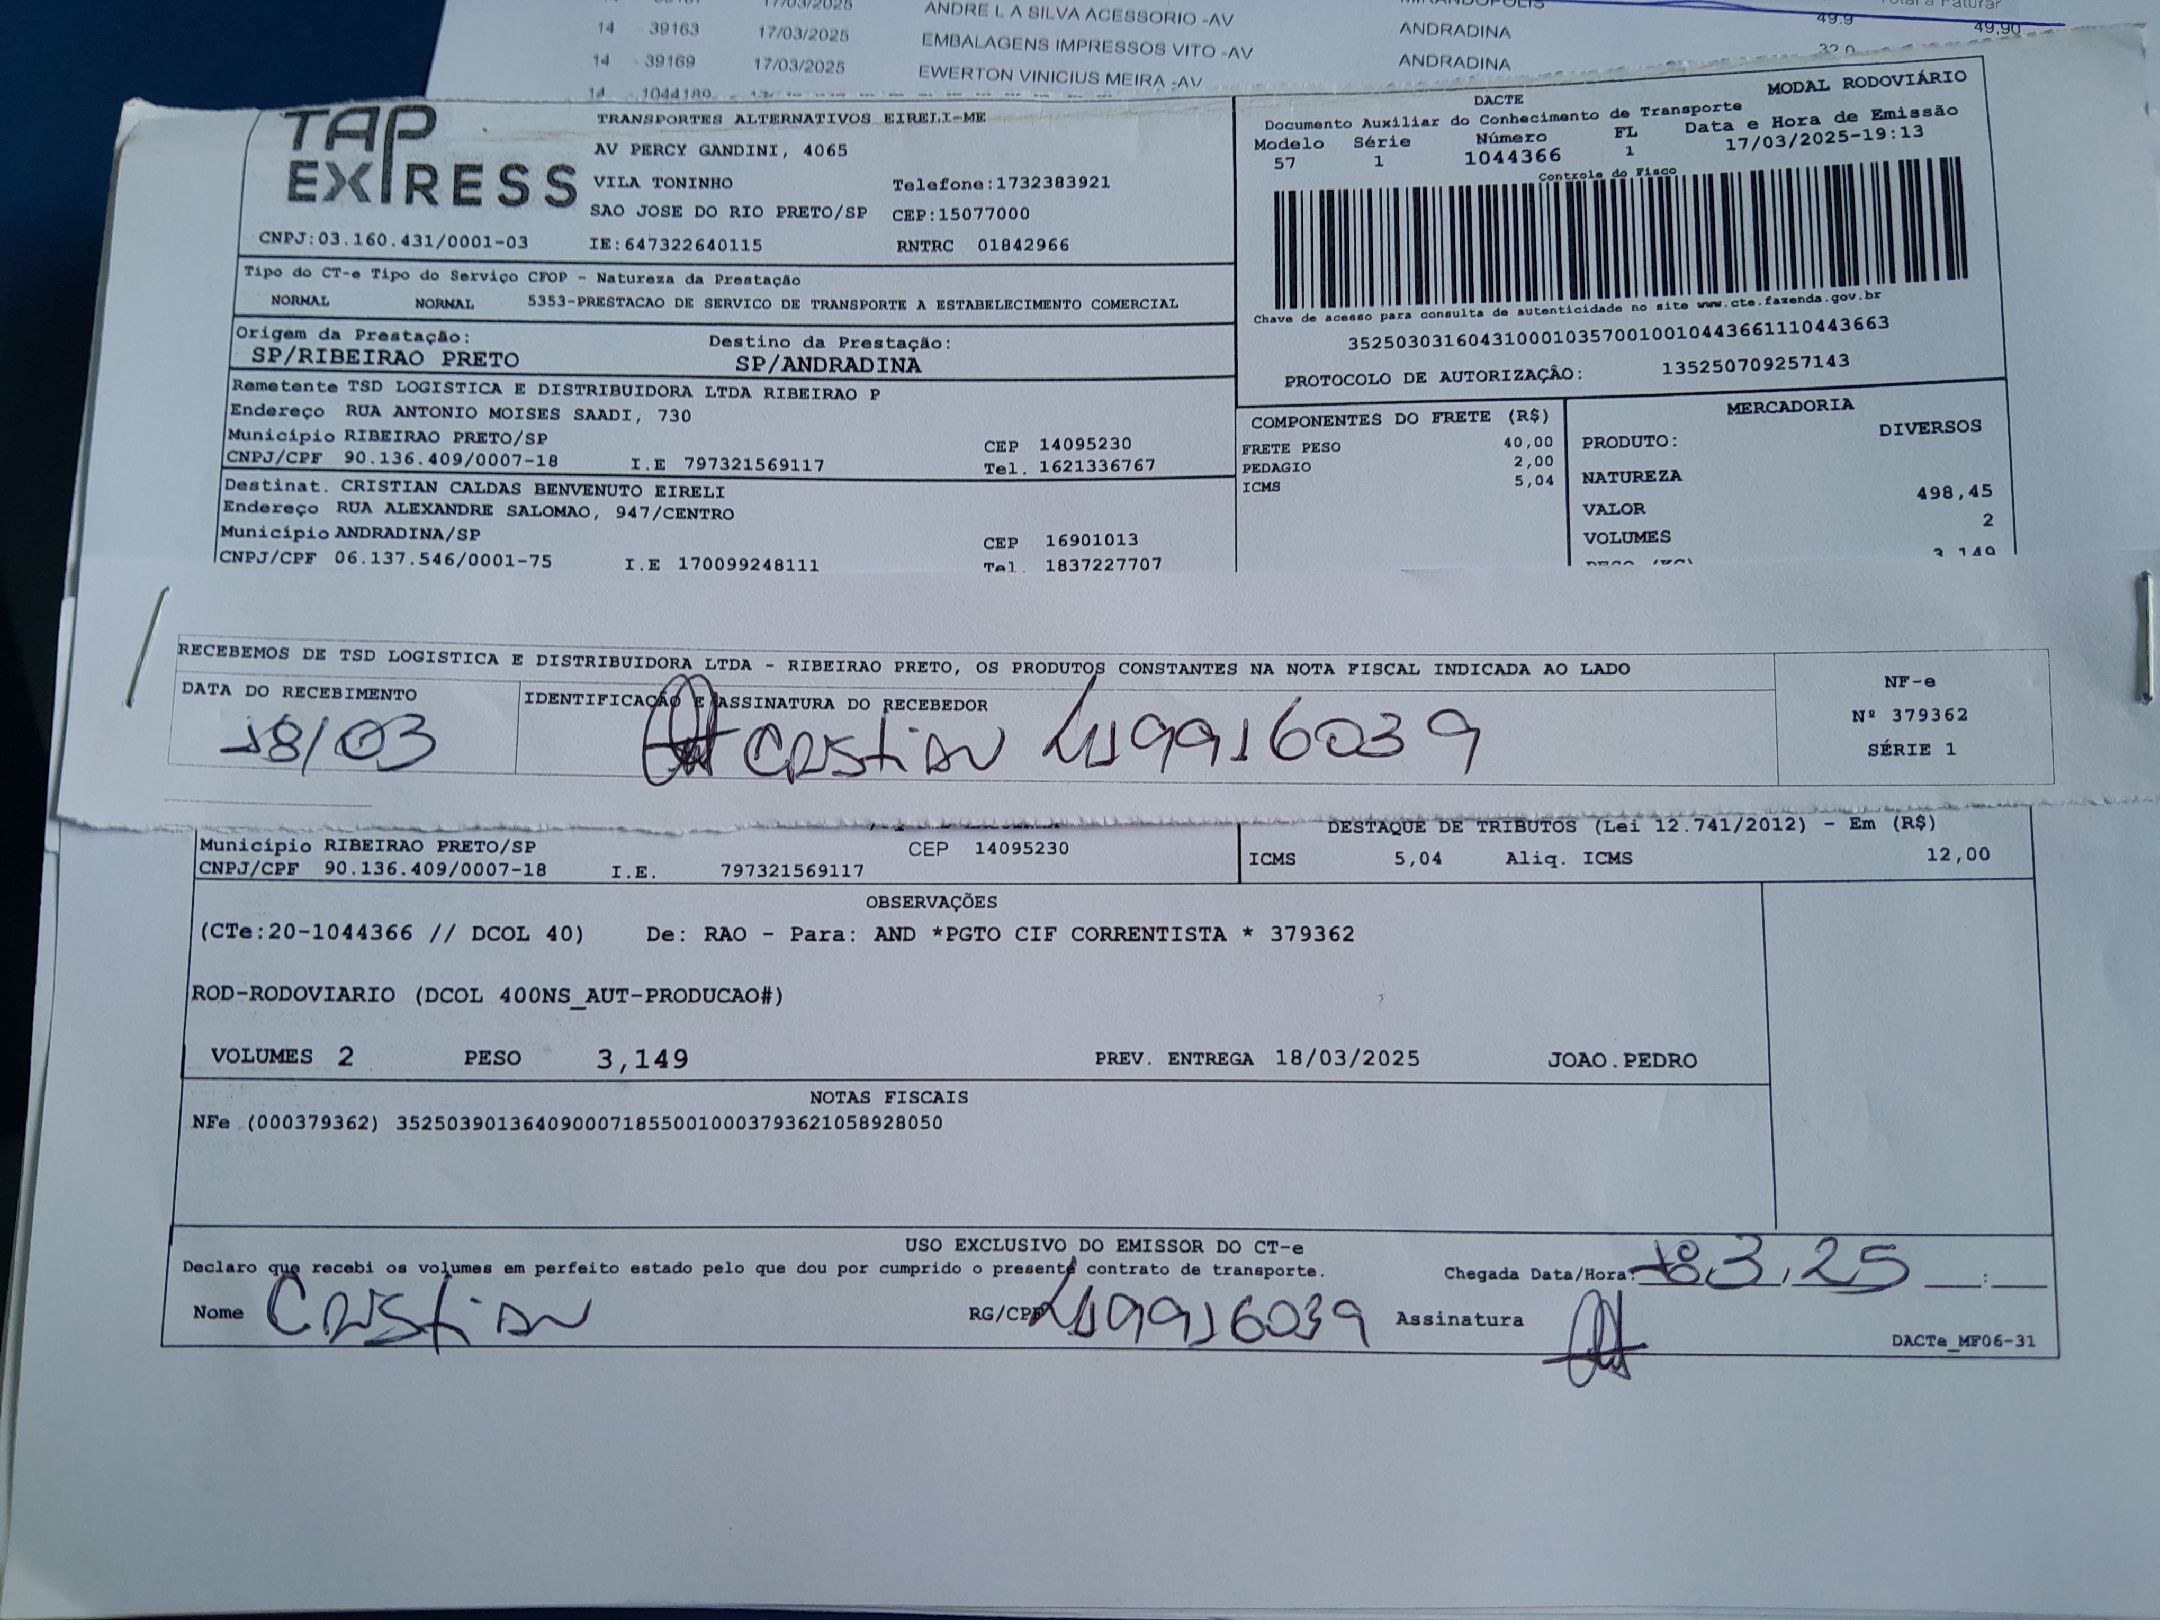 17/03/2025 ANDRE L A SILVA ACESSORIO -AV
14 - 39163 17/03/2025 EMBALAGENS IMPRESSOS VITO -AV ANDRADINA 49.9 49,90
14 - 39169 17/03/2025 EWERTON VINICIUS MEIRA -AV ANDRADINA
TAP EXPRESS
TRANSPORTES ALTERNATIVOS EIRELI-ME
AV PERCY GANDINI, 4065
VILA TONINHO Telefone:1732383921
SAO JOSE DO RIO PRETO/SP CEP:15077000
CNPJ:03.160.431/0001-03 IE:647322640115 RNTRC 01842966
DACTE MODAL RODOVIÁRIO
Documento Auxiliar do Conhecimento de Transporte
Modelo Série Número FL Data e Hora de Emissão
57 1 1044366 1 17/03/2025-19:13
Controle do Fisco
Chave de acesso para consulta de autenticidade no site www.cte.fazenda.gov.br
35250303160431000103570010010443661110443663
PROTOCOLO DE AUTORIZAÇÃO: 135250709257143
Tipo do CT-e Tipo do Serviço CFOP - Natureza da Prestação
NORMAL NORMAL 5353-PRESTACAO DE SERVICO DE TRANSPORTE A ESTABELECIMENTO COMERCIAL
Origem da Prestação: Destino da Prestação:
SP/RIBEIRAO PRETO SP/ANDRADINA
Remetente TSD LOGISTICA E DISTRIBUIDORA LTDA RIBEIRAO P
Endereço RUA ANTONIO MOISES SAADI, 730
Município RIBEIRAO PRETO/SP CEP 14095230
CNPJ/CPF 90.136.409/0007-18 I.E 797321569117 Tel. 1621336767
Destinat. CRISTIAN CALDAS BENVENUTO EIRELI
Endereço RUA ALEXANDRE SALOMAO, 947/CENTRO
Município ANDRADINA/SP CEP 16901013
CNPJ/CPF 06.137.546/0001-75 I.E 170099248111 Tel. 1837227707
COMPONENTES DO FRETE (R$)
FRETE PESO 40,00
PEDAGIO 2,00
ICMS 5,04
MERCADORIA
PRODUTO: DIVERSOS
NATUREZA
VALOR 498,45
VOLUMES 2
RECEBEMOS DE TSD LOGISTICA E DISTRIBUIDORA LTDA - RIBEIRAO PRETO, OS PRODUTOS CONSTANTES NA NOTA FISCAL INDICADA AO LADO
DATA DO RECEBIMENTO IDENTIFICAÇÃO E ASSINATURA DO RECEBEDOR
18/03 CRISTIAN 419916039
NF-e
Nº 379362
SÉRIE 1
Município RIBEIRAO PRETO/SP CEP 14095230
CNPJ/CPF 90.136.409/0007-18 I.E. 797321569117
DESTAQUE DE TRIBUTOS (Lei 12.741/2012) - Em (R$)
ICMS 5,04 Aliq. ICMS 12,00
OBSERVAÇÕES
(CTe:20-1044366 // DCOL 40) De: RAO - Para: AND *PGTO CIF CORRENTISTA * 379362
ROD-RODOVIARIO (DCOL 400NS_AUT-PRODUCAO#)
VOLUMES 2 PESO 3,149 PREV. ENTREGA 18/03/2025 JOAO.PEDRO
NOTAS FISCAIS
NFe (000379362) 35250390136409000718550010003793621058928050
USO EXCLUSIVO DO EMISSOR DO CT-e
Declaro que recebi os volumes em perfeito estado pelo que dou por cumprido o presente contrato de transporte. Chegada Data/Hora: 18 3, 25 __:__
Nome CRISTIAN RG/CPF 419916039 Assinatura
DACTe_MF06-31